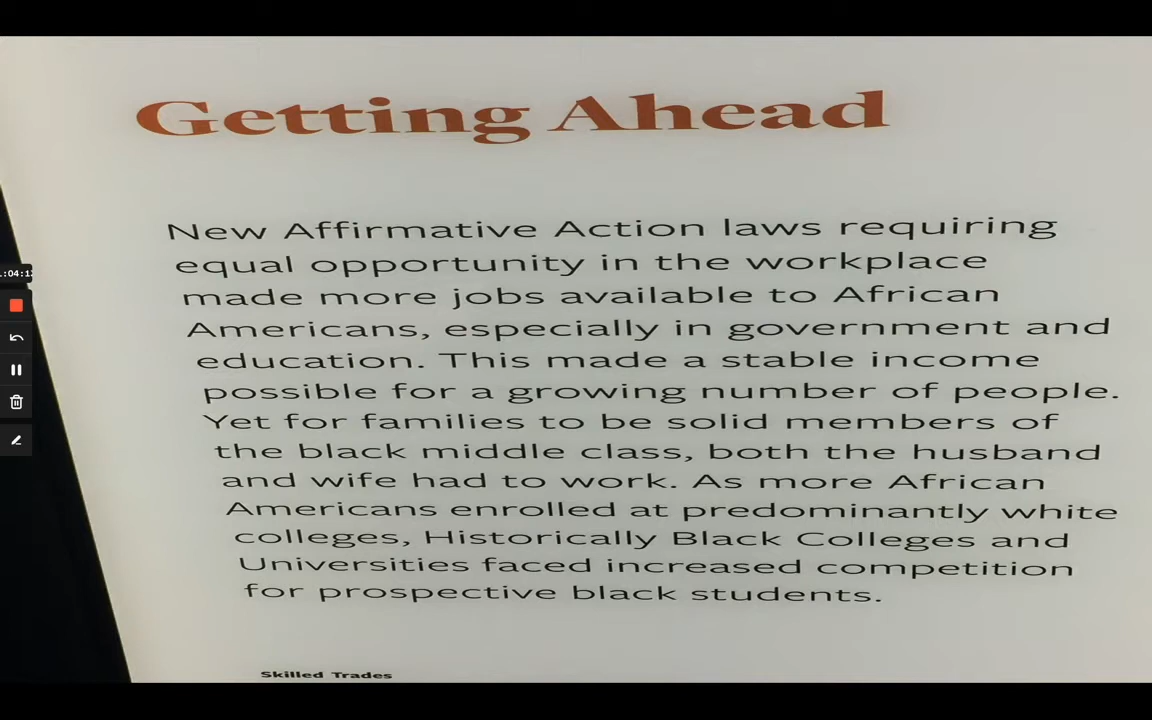 Getting Ahead
New Affirmative Action laws requiring
equal opportunity in the workplace
made more jobs available to African
Americans, especially in government and
education. This made a stable income
possible for a growing number of people.
Yet for families to be solid members of
the black middle class, both the husband
and wife had to work. As more African
Americans enrolled at predominantly white
colleges, Historically Black Colleges and
Universities faced increased competition
for prospective black students.
Skilled Trades